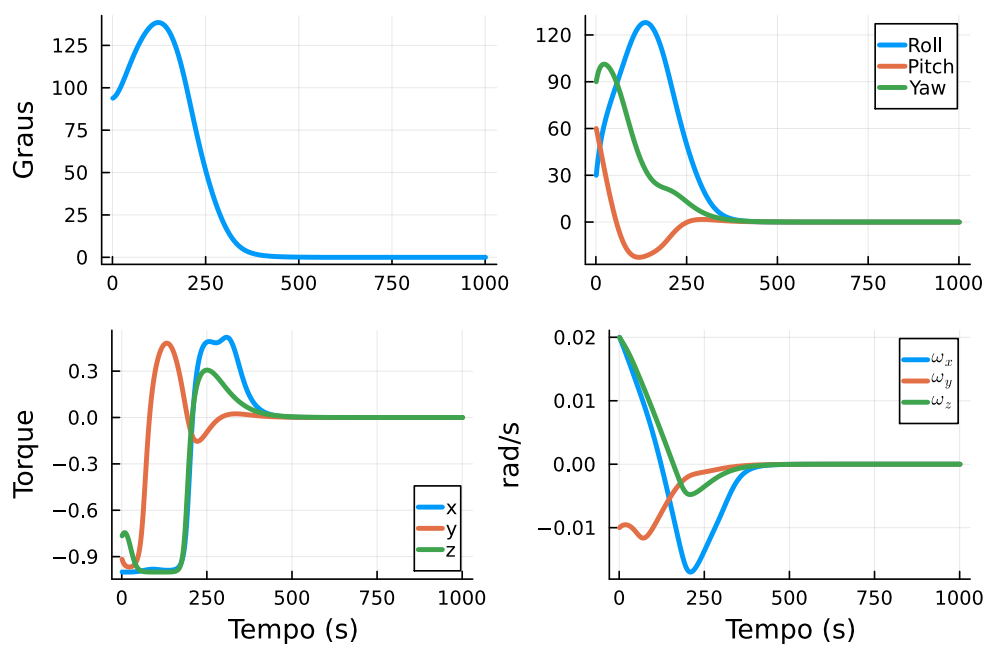 Graus
125
100
75
50
25
0
0 250 500 750 1000
120
90
60
30
0
0 250 500 750 1000
Roll
Pitch
Yaw
Torque
0.3
0.0
−0.3
−0.6
−0.9
0 250 500 750 1000
Tempo (s)
x
y
z
rad/s
0.02
0.01
0.00
−0.01
0 250 500 750 1000
Tempo (s)
ω_x
ω_y
ω_z